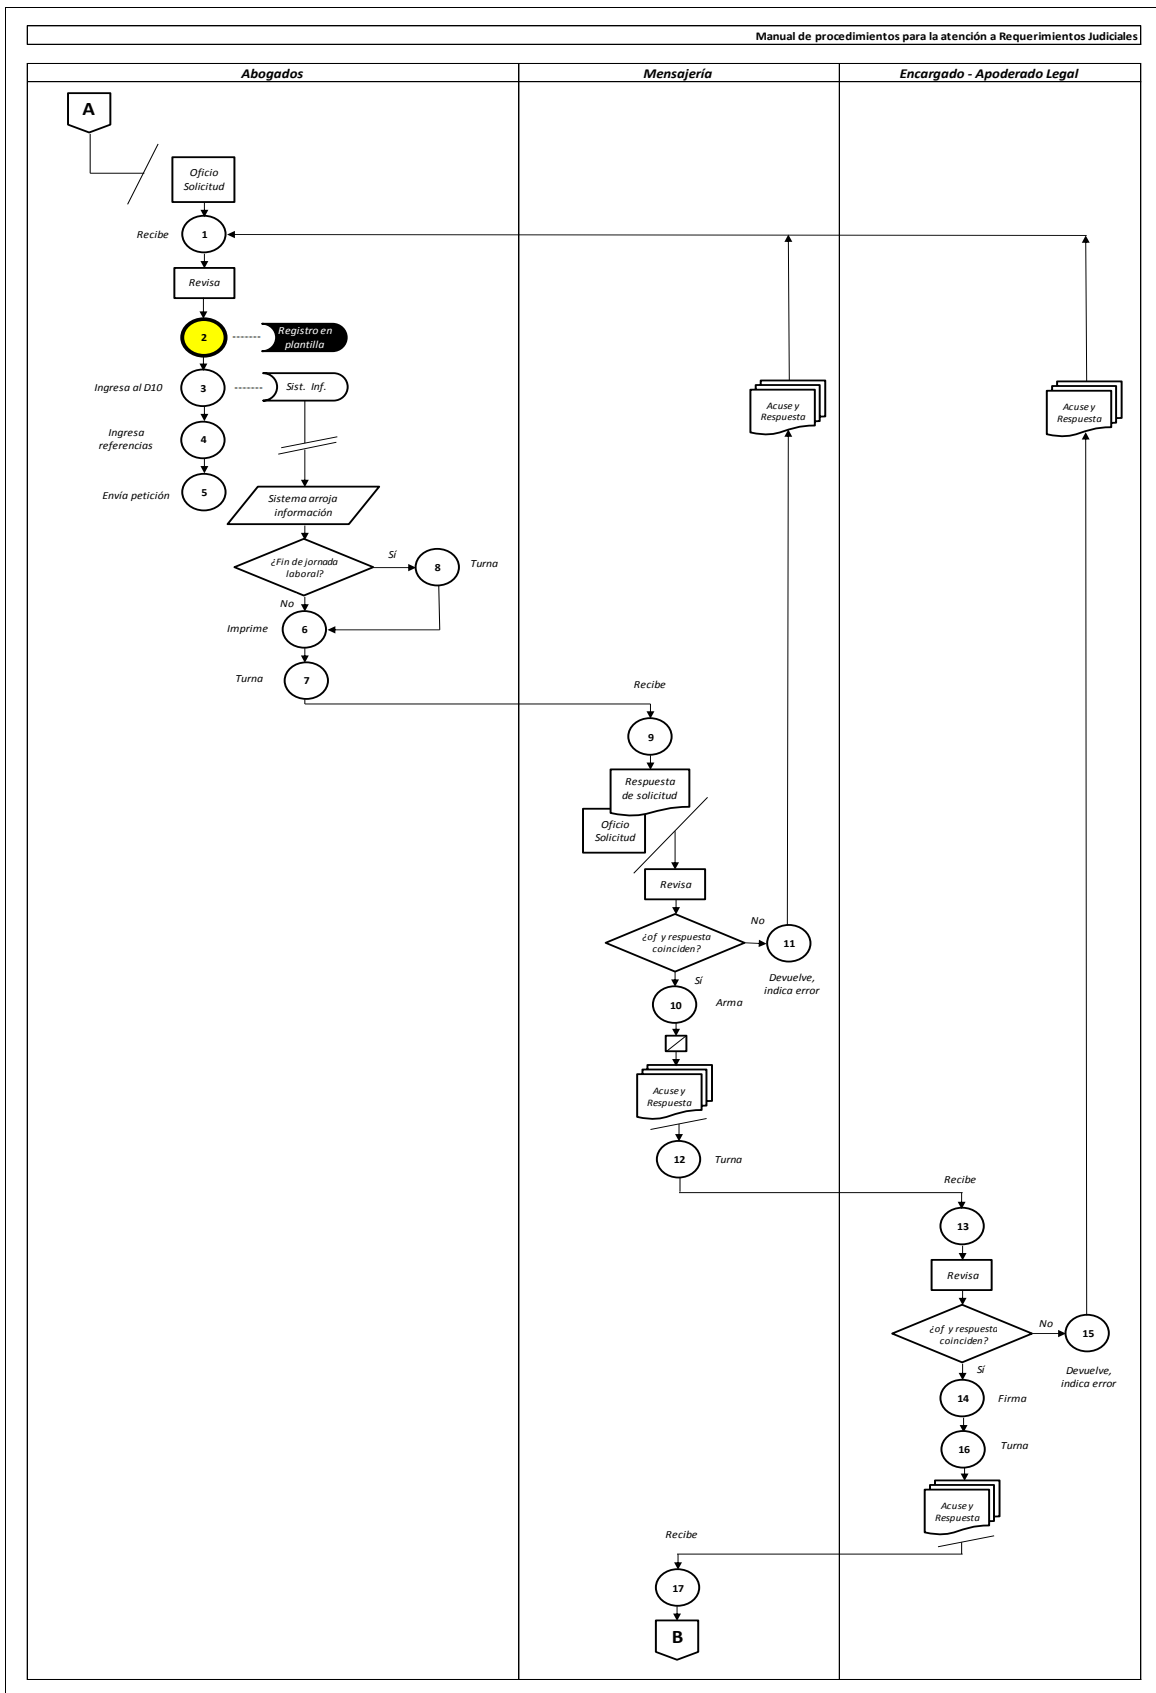 Manual de procedimientos para la atención a Requerimientos Judiciales
Abogados
Mensajería
Encargado - Apoderado Legal
A
Oficio
Solicitud
Recibe
1
Revisa
2
Registro en
plantilla
Ingresa al D10
3
Sist. Inf.
Acuse y
Respuesta
Acuse y
Respuesta
Ingresa
referencias
4
Envía petición
5
Sistema arroja
información
¿Fin de jornada
laboral?
Sí
8
Turna
No
Imprime
6
Turna
7
Recibe
9
Respuesta
de solicitud
Oficio
Solicitud
Revisa
¿of y respuesta
coinciden?
No
11
Devuelve,
indica error
Sí
10
Arma
Acuse y
Respuesta
12
Turna
Recibe
13
Revisa
¿of y respuesta
coinciden?
No
15
Devuelve,
indica error
Sí
14
Firma
16
Turna
Acuse y
Respuesta
Recibe
17
B